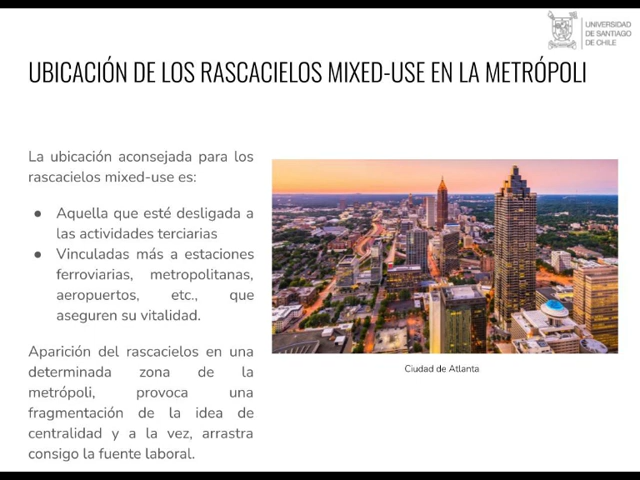 UNIVERSIDAD
DE SANTIAGO
DE CHILE
UBICACIÓN DE LOS RASCACIELOS MIXED-USE EN LA METRÓPOLI
La ubicación aconsejada para los
rascacielos mixed-use es:
● Aquella que esté desligada a
las actividades terciarias
● Vinculadas más a estaciones
ferroviarias, metropolitanas,
aeropuertos, etc., que
aseguren su vitalidad.
Aparición del rascacielos en una
determinada zona de la
metrópoli, provoca una
fragmentación de la idea de
centralidad y a la vez, arrastra
consigo la fuente laboral.
Ciudad de Atlanta